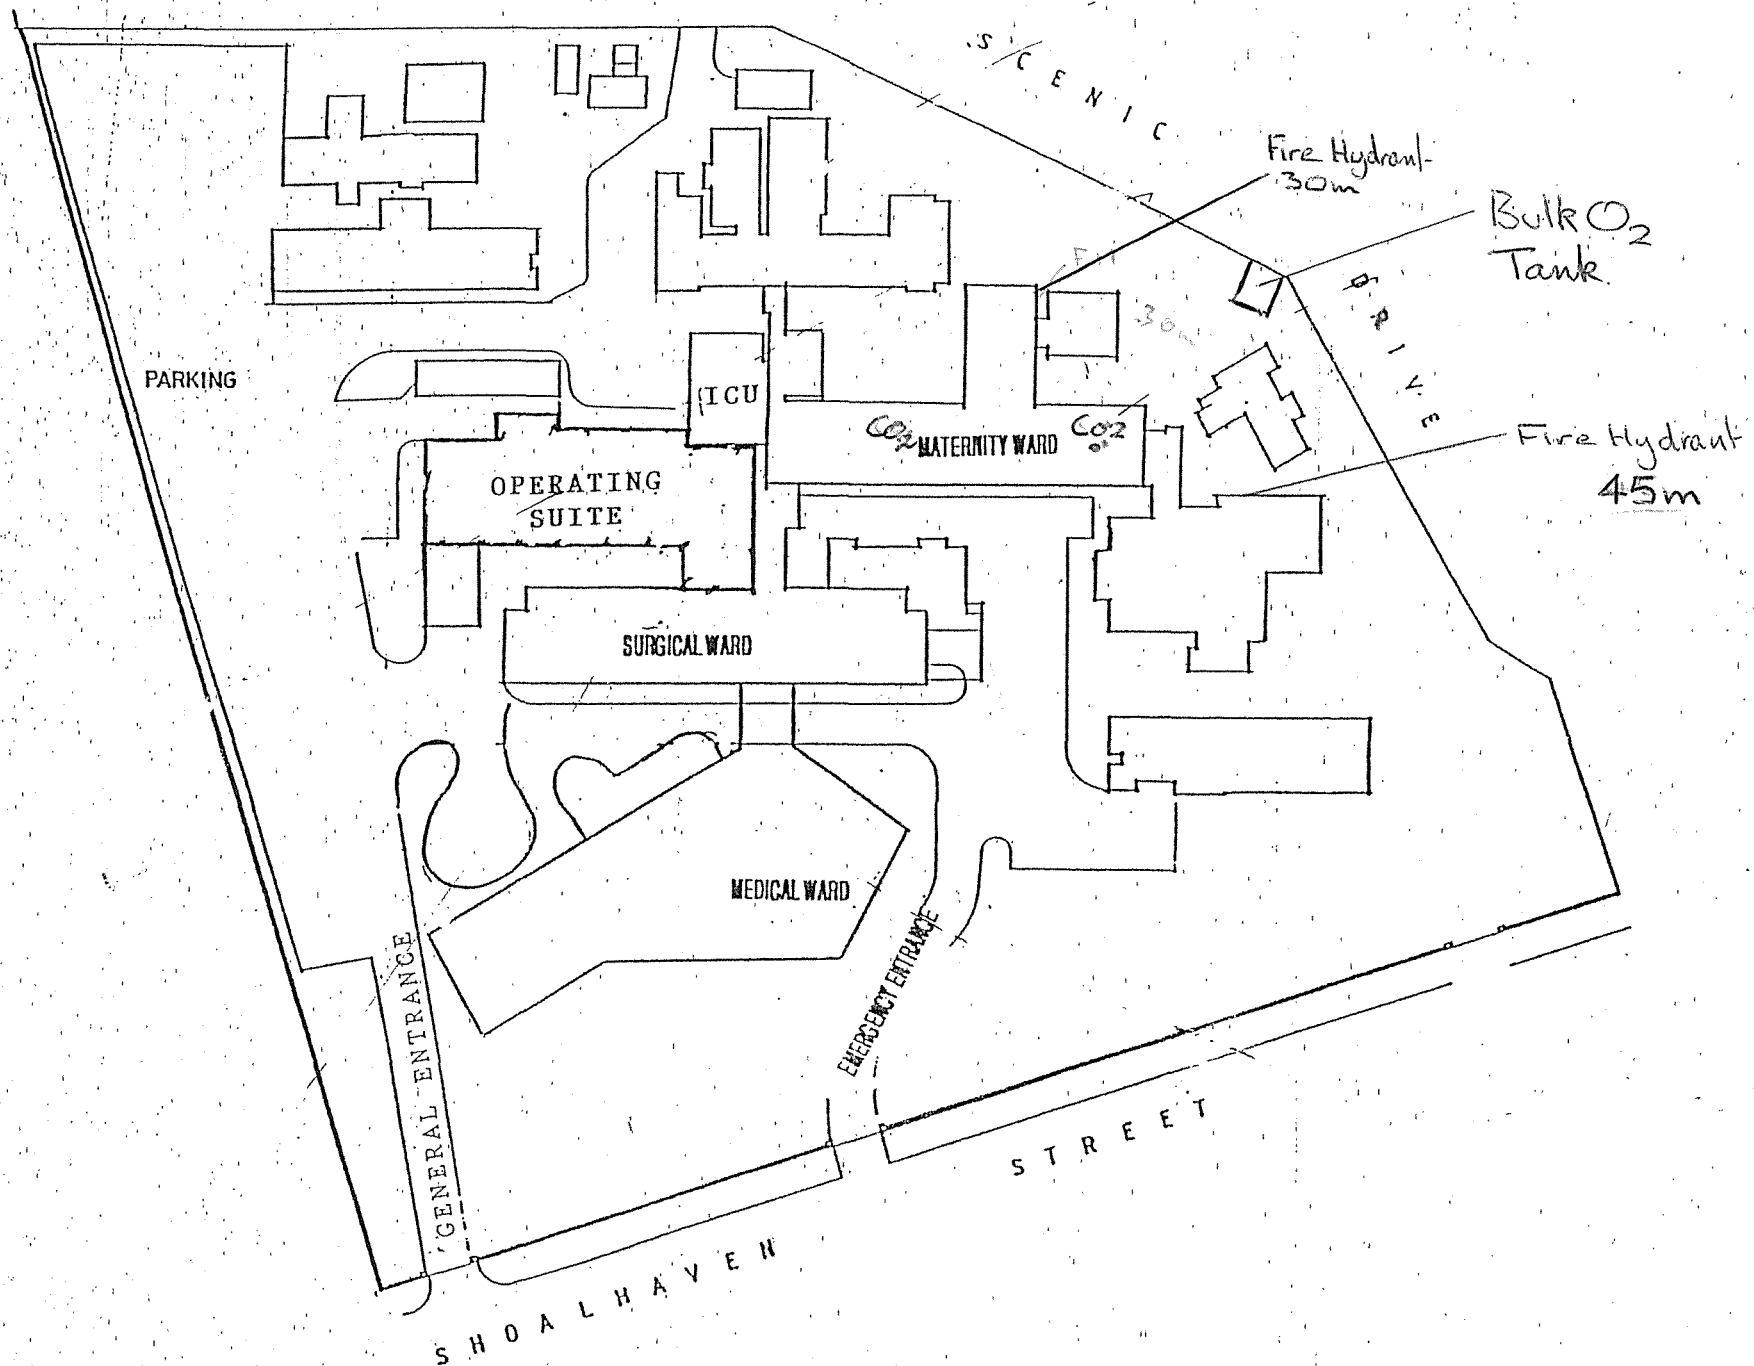 SCENIC
Fire Hydrant
30m
Bulk O₂
Tank
DRIVE
30m
PARKING
ICU
CO₂
MATERNITY WARD
CO₂
Fire Hydrant
45m
OPERATING
SUITE
SURGICAL WARD
MEDICAL WARD
EMERGENCY ENTRANCE
GENERAL ENTRANCE
STREET
SHOALHAVEN